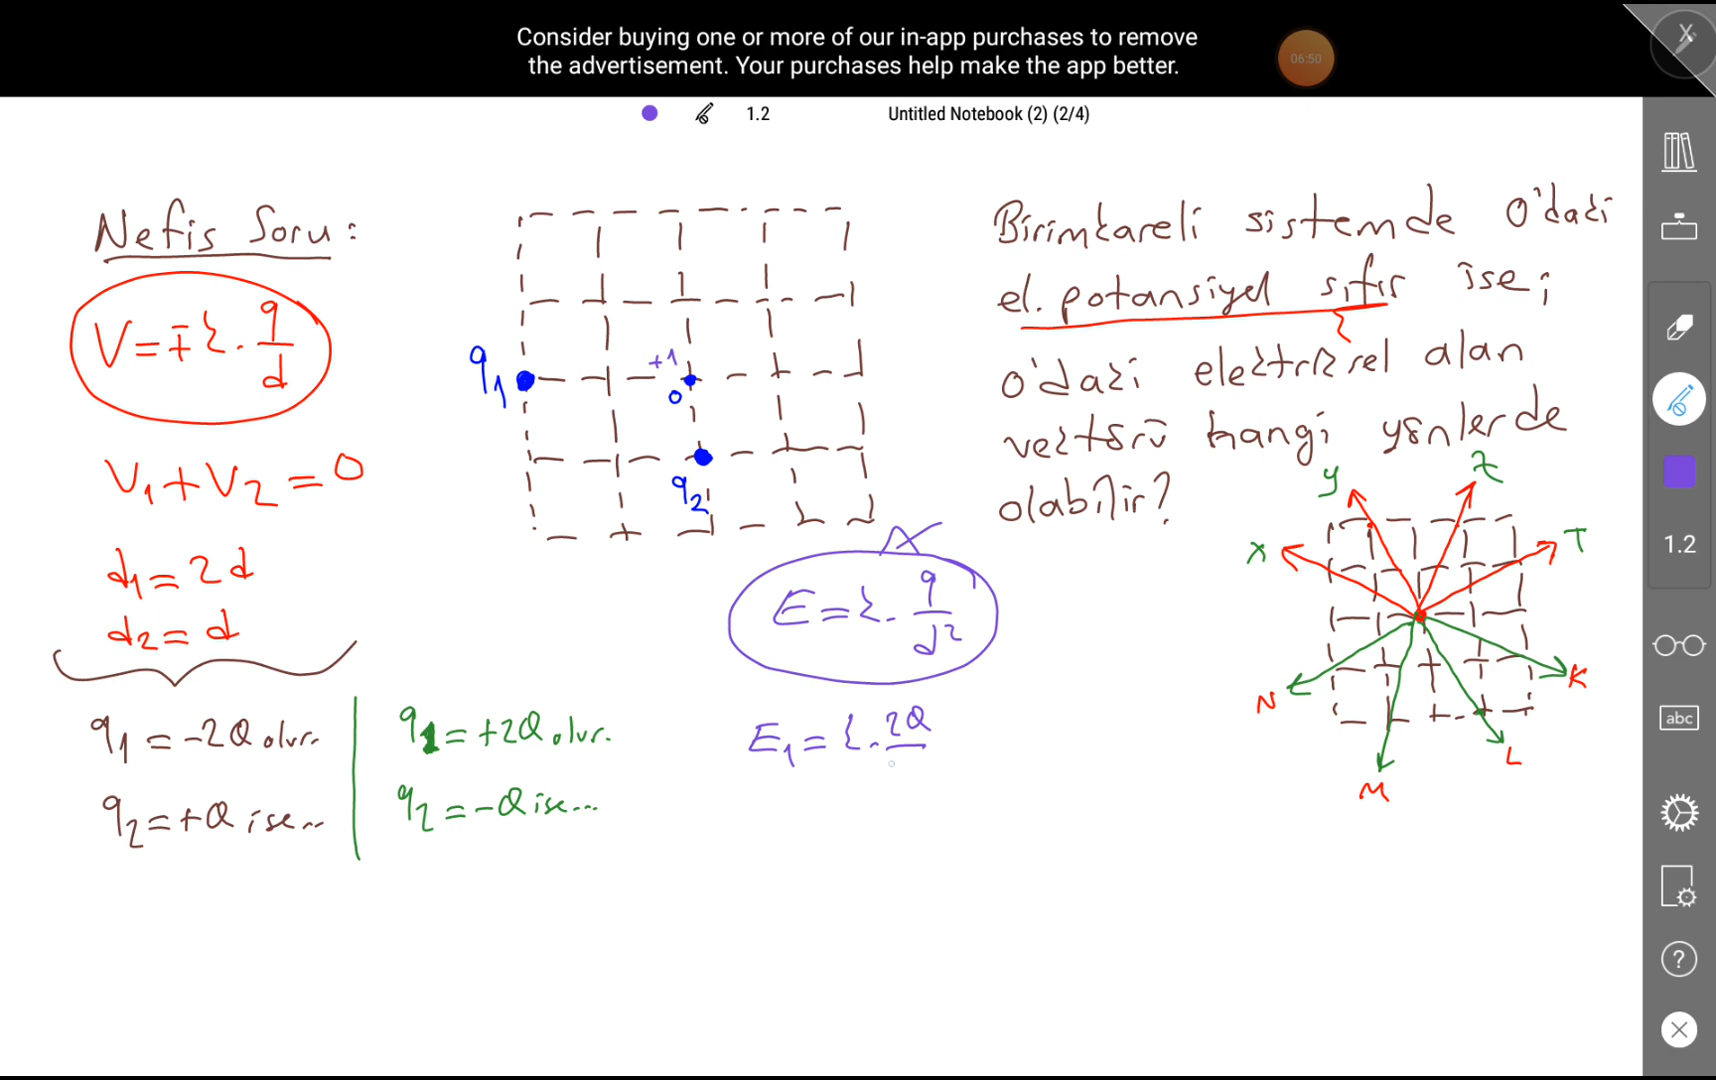 Consider buying one or more of our in-app purchases to remove
the advertisement. Your purchases help make the app better.
06:50
X
1.2
Untitled Notebook (2) (2/4)
Nefis Soru:
V = ∓k.q/d
V₁+V₂=0
d₁=2d
d₂=d
q₁=-2Q olur.
q₂=+Q ise...
q₁=+2Q olur.
q₂=-Q ise...
q₁
+1
0
q₂
E=k.q/d²
E₁=k.2Q
Birimkareli sistemde O'daki
el. potansiyel sıfır ise;
O'daki elektriksel alan
vektörü hangi yönlerde
olabilir?
Y
Z
X
T
N
K
M
L
1.2
abc
?